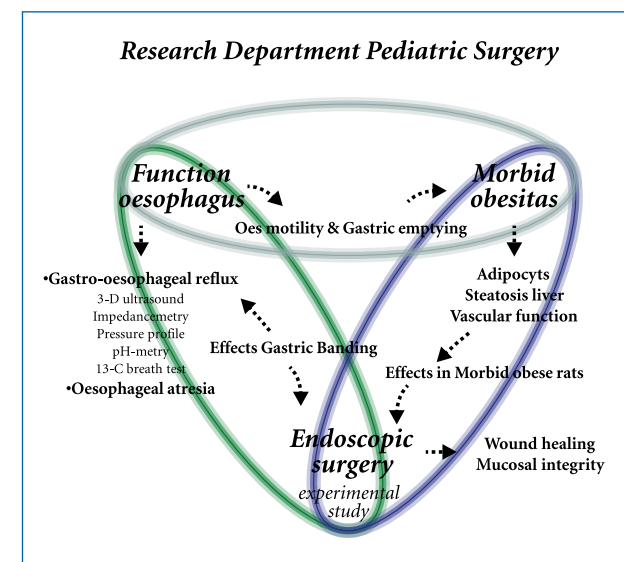 Research Department Pediatric Surgery
Function
oesophagus
Morbid
obesitas
Oes motility & Gastric emptying
•Gastro-oesophageal reflux
3-D ultrasound
Impedancemetry
Pressure profile
pH-metry
13-C breath test
•Oesophageal atresia
Adipocyts
Steatosis liver
Vascular function
Effects Gastric Banding
Effects in Morbid obese rats
Endoscopic
surgery
experimental
study
Wound healing
Mucosal integrity